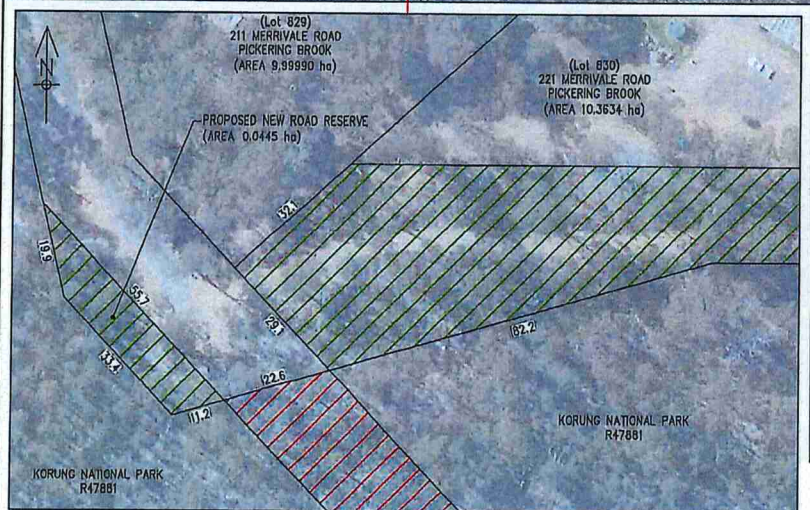 (Lot 829)
211 MERRIVALE ROAD
PICKERING BROOK
(AREA 9.99990 ha)
(Lot 830)
221 MERRIVALE ROAD
PICKERING BROOK
(AREA 10.3634 ha)
N
PROPOSED NEW ROAD RESERVE
(AREA 0.0445 ha)
32.1
19.9
55.7
29.1
82.2
33.4
22.6
11.2
KORUNG NATIONAL PARK
R47881
KORUNG NATIONAL PARK
R47881